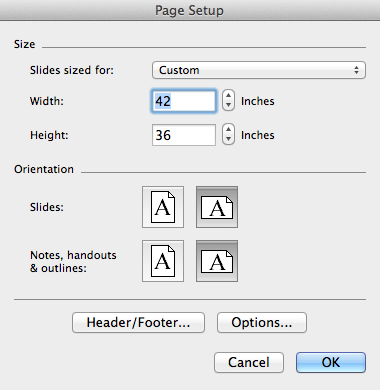 Page Setup
Size
Slides sized for: Custom
Width: 42 Inches
Height: 36 Inches
Orientation
Slides: A A
Notes, handouts
& outlines: A A
Header/Footer... Options...
Cancel OK